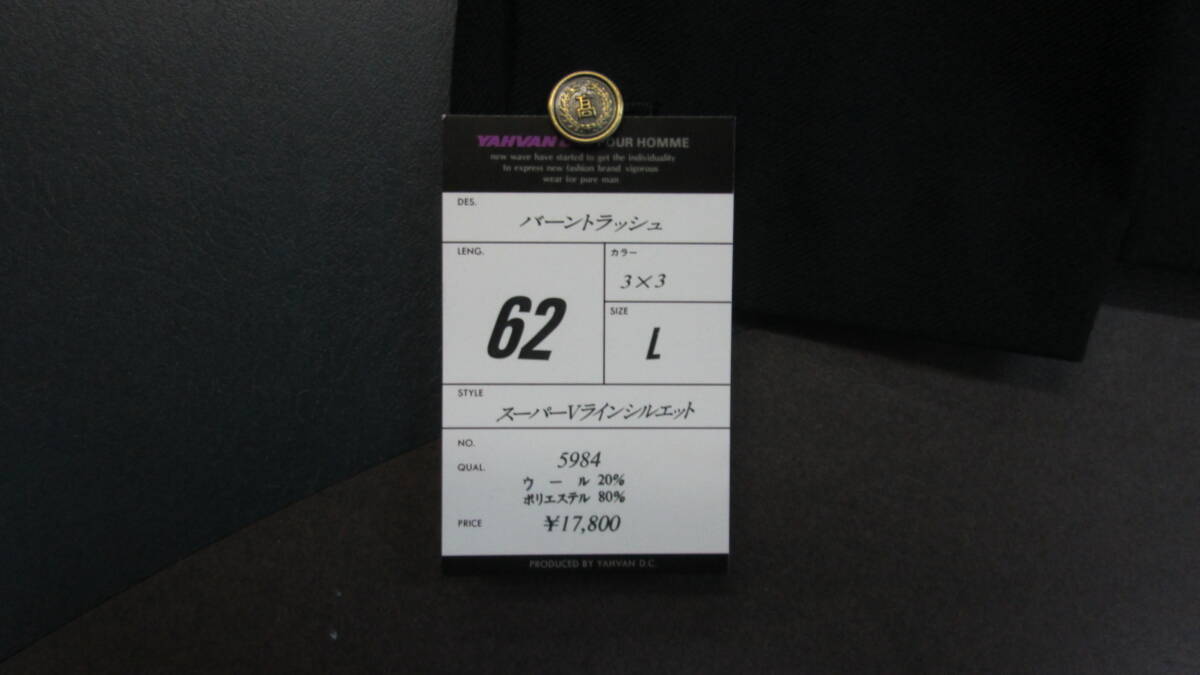 高
YAHVAN POUR HOMME
new wave have started to get the individuality
to express new fashion brand vigorous
wear for pure man
DES.
バーントラッシュ
LENG.
62
カラー
3×3
SIZE
L
STYLE
スーパーVラインシルエット
NO.
5984
QUAL.
ウール 20%
ポリエステル 80%
PRICE
¥17,800
PRODUCED BY YAHVAN D.C.